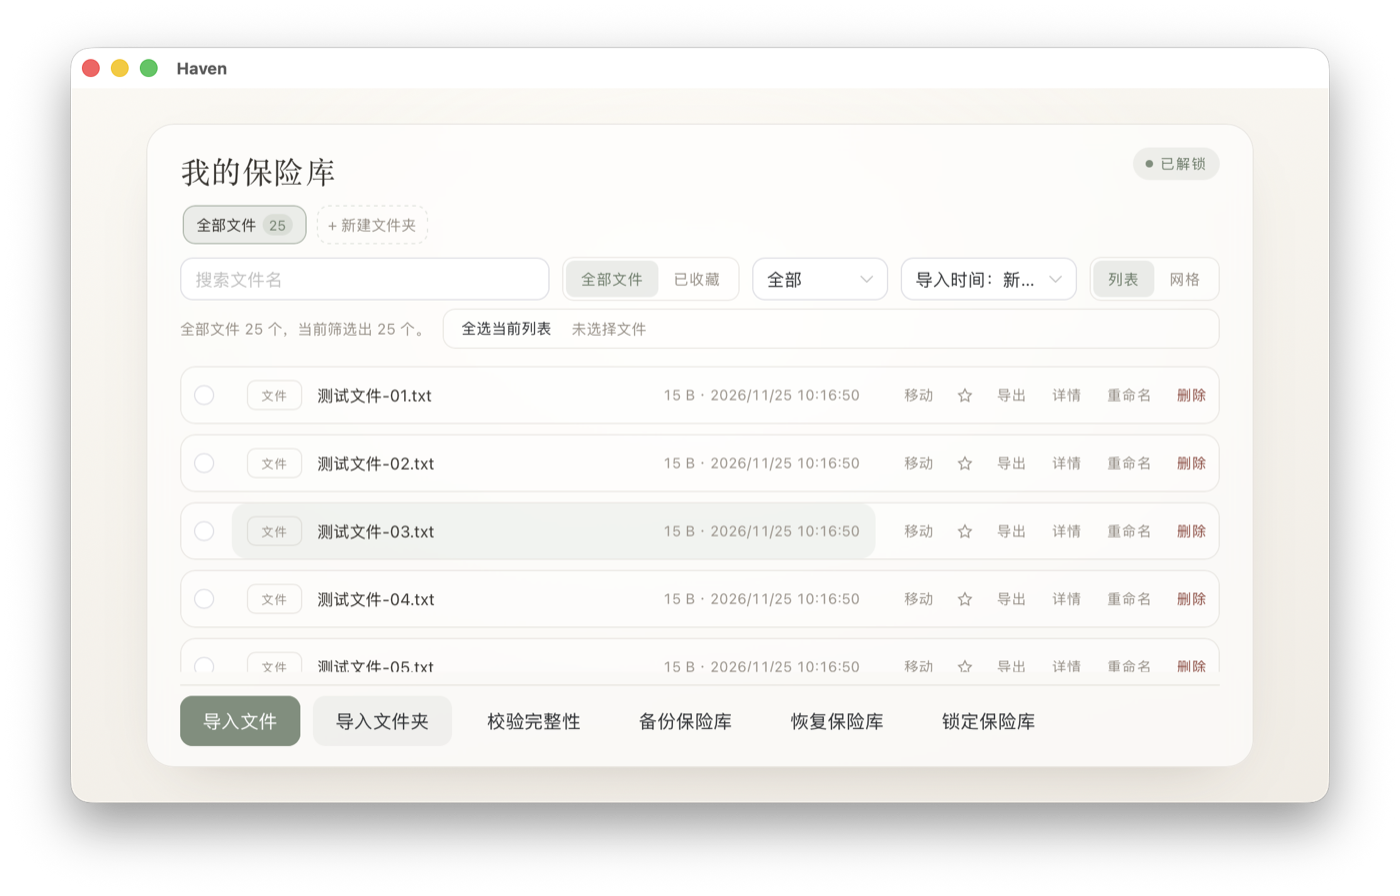 Haven
我的保险库
已解锁
全部文件 25 + 新建文件夹
搜索文件名 全部文件 已收藏 全部 导入时间：新... 列表 网格
全部文件 25 个，当前筛选出 25 个。 全选当前列表 未选择文件
文件 测试文件-01.txt 15 B · 2026/11/25 10:16:50 移动 导出 详情 重命名 删除
文件 测试文件-02.txt 15 B · 2026/11/25 10:16:50 移动 导出 详情 重命名 删除
文件 测试文件-03.txt 15 B · 2026/11/25 10:16:50 移动 导出 详情 重命名 删除
文件 测试文件-04.txt 15 B · 2026/11/25 10:16:50 移动 导出 详情 重命名 删除
文件 测试文件-05.txt 15 B · 2026/11/25 10:16:50 移动 导出 详情 重命名 删除
导入文件 导入文件夹 校验完整性 备份保险库 恢复保险库 锁定保险库